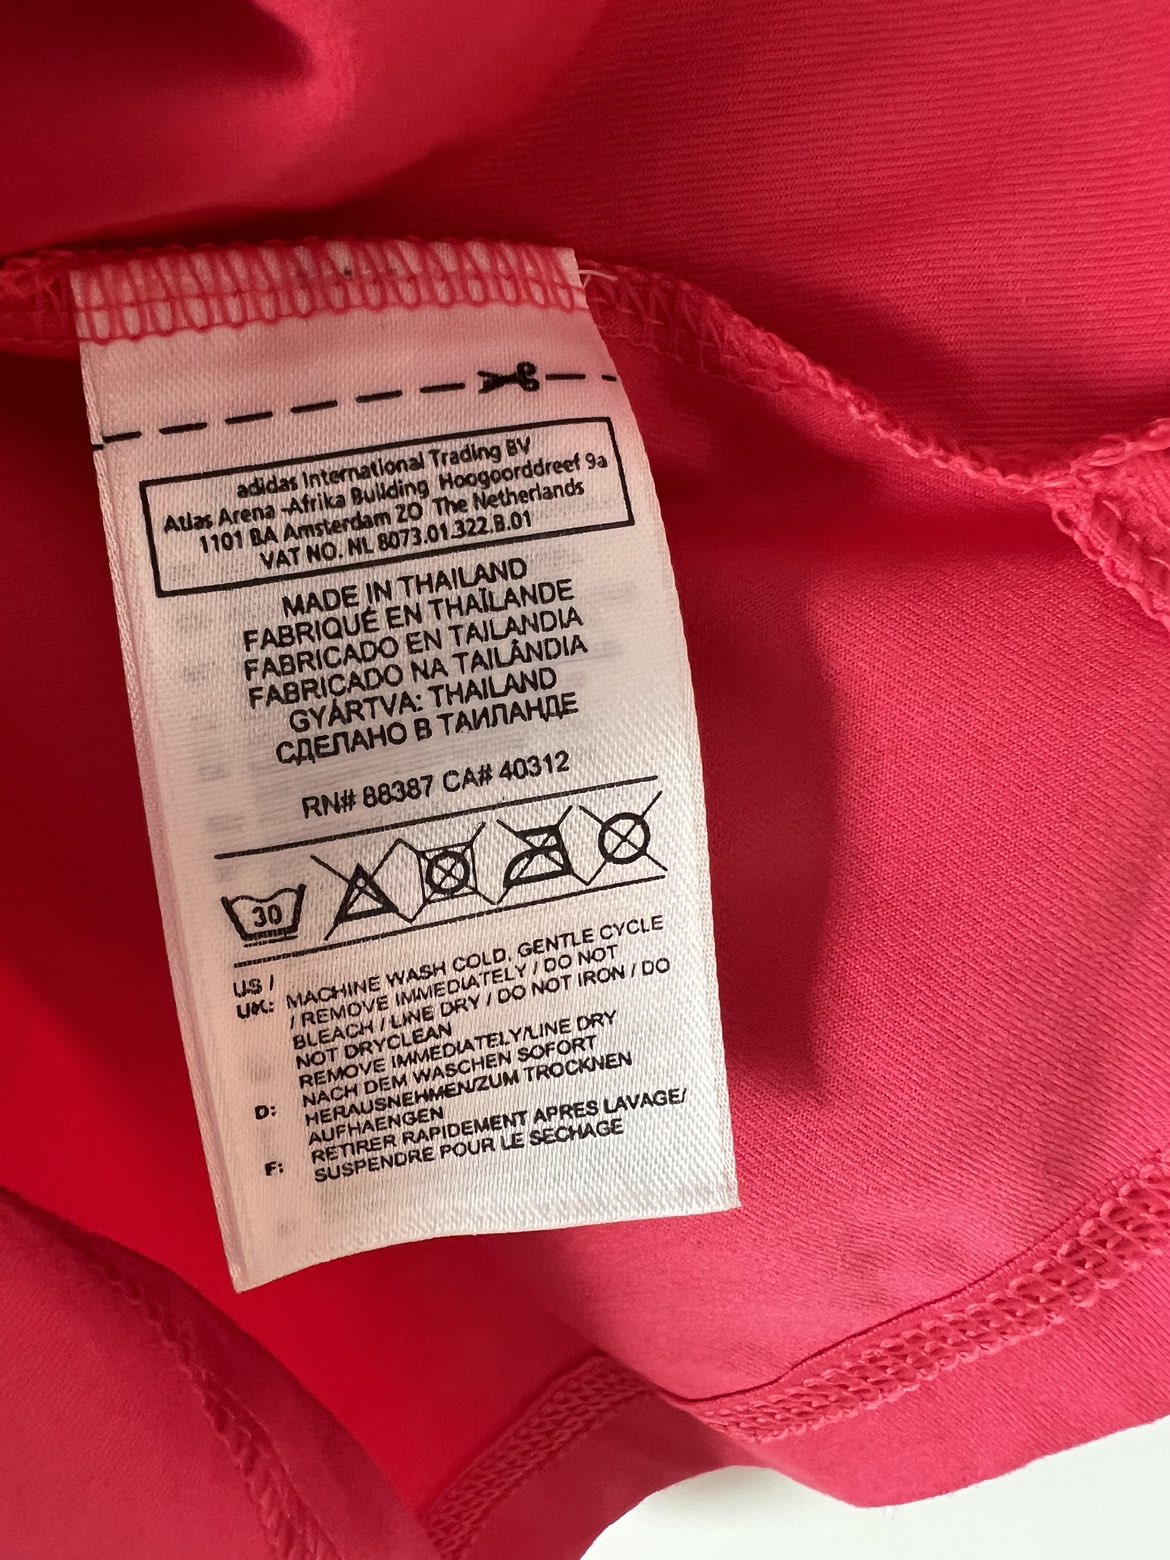 adidas International Trading BV
Atlas Arena -Afrika Building Hoogoorddreef 9a
1101 BA Amsterdam ZO The Netherlands
VAT NO. NL 8073.01.322.B.01
MADE IN THAILAND
FABRIQUÉ EN THAÏLANDE
FABRICADO EN TAILANDIA
FABRICADO NA TAILÂNDIA
GYÁRTVA: THAILAND
СДЕЛАНО В ТАИЛАНДЕ
RN# 88387 CA# 40312
30
US /
UK: MACHINE WASH COLD, GENTLE CYCLE
/ REMOVE IMMEDIATELY / DO NOT
BLEACH / LINE DRY / DO NOT IRON / DO
NOT DRYCLEAN
REMOVE IMMEDIATELY/LINE DRY
D: NACH DEM WASCHEN SOFORT
HERAUSNEHMEN/ZUM TROCKNEN
AUFHAENGEN
F: RETIRER RAPIDEMENT APRES LAVAGE/
SUSPENDRE POUR LE SECHAGE